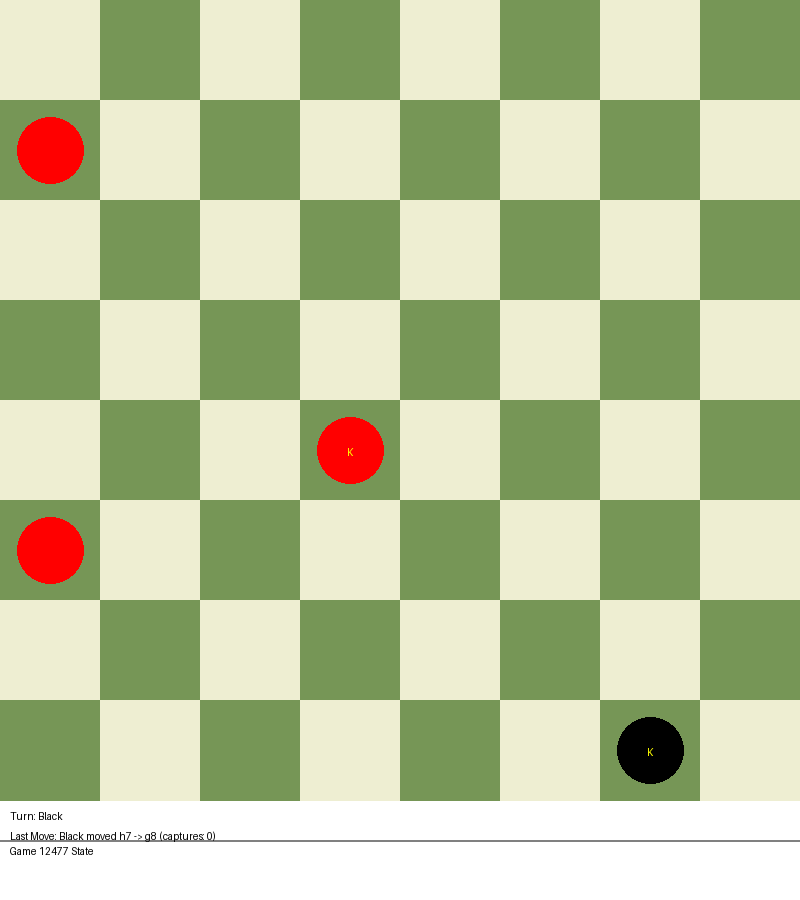 K
K
Turn: Black
Last Move: Black moved h7 -> g8 (captures: 0)
Game 12477 State